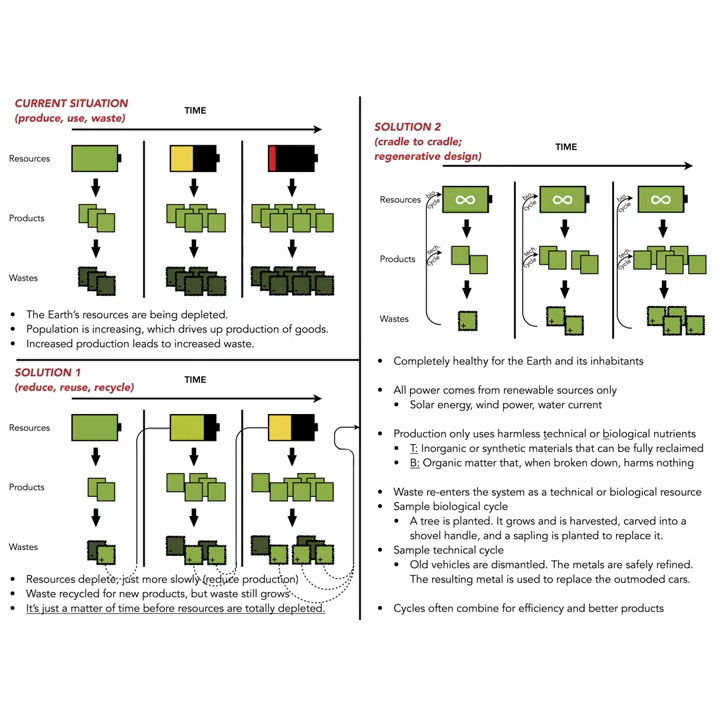 CURRENT SITUATION
(produce, use, waste)
TIME
Resources
Products
Wastes
• The Earth's resources are being depleted.
• Population is increasing, which drives up production of goods.
• Increased production leads to increased waste.
SOLUTION 1
(reduce, reuse, recycle)
TIME
Resources
Products
Wastes
+
+
+
+
• Resources deplete, just more slowly (reduce production)
• Waste recycled for new products, but waste still grows
• It's just a matter of time before resources are totally depleted.
SOLUTION 2
(cradle to cradle;
regenerative design)
TIME
Resources
bio
cycle
∞
bio
cycle
∞
bio
cycle
∞
Products
tech.
cycle
tech.
cycle
tech.
cycle
Wastes
+
+
+
+
+
+
+
• Completely healthy for the Earth and its inhabitants
• All power comes from renewable sources only
• Solar energy, wind power, water current
• Production only uses harmless technical or biological nutrients
• T: Inorganic or synthetic materials that can be fully reclaimed
• B: Organic matter that, when broken down, harms nothing
• Waste re-enters the system as a technical or biological resource
• Sample biological cycle
• A tree is planted. It grows and is harvested, carved into a
shovel handle, and a sapling is planted to replace it.
• Sample technical cycle
• Old vehicles are dismantled. The metals are safely refined.
The resulting metal is used to replace the outmoded cars.
• Cycles often combine for efficiency and better products